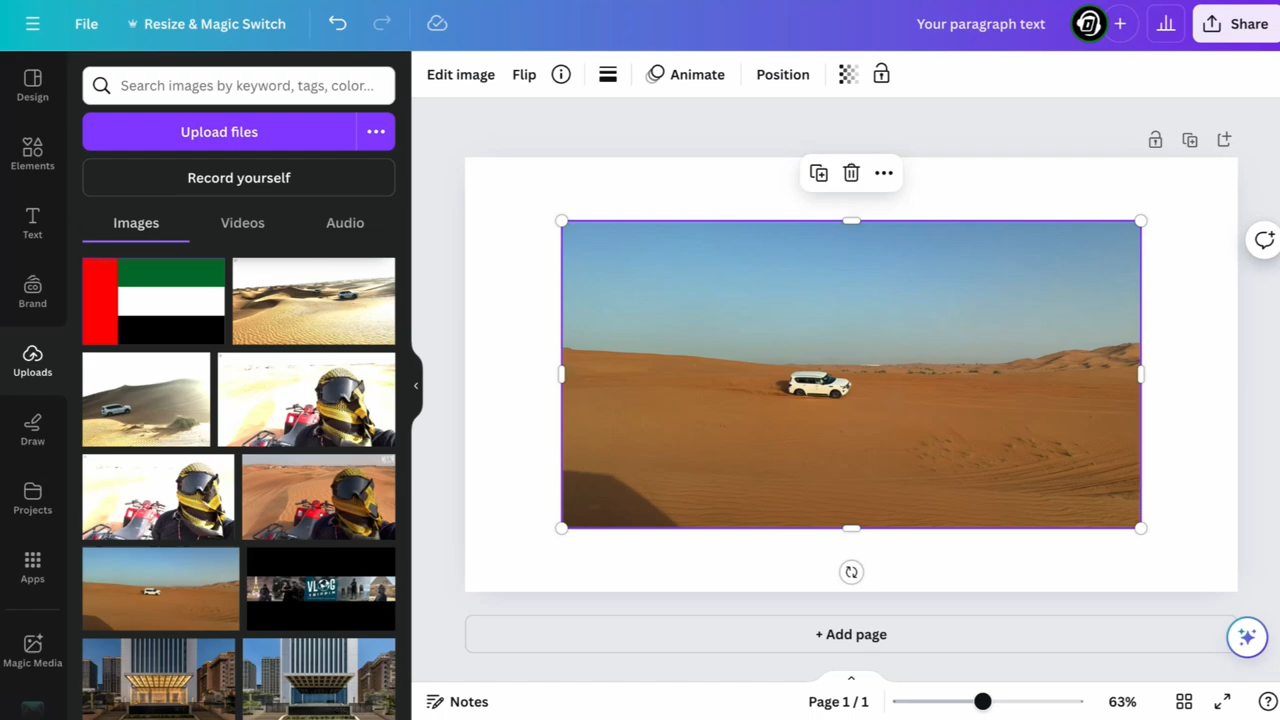 File
Resize & Magic Switch
Your paragraph text
Share
Design
Elements
Text
Brand
Uploads
Draw
Projects
Apps
Magic Media
Search images by keyword, tags, color...
Upload files
Record yourself
Images Videos Audio
VLOG
Edit image Flip Animate Position
+ Add page
Notes
Page 1 / 1
63%